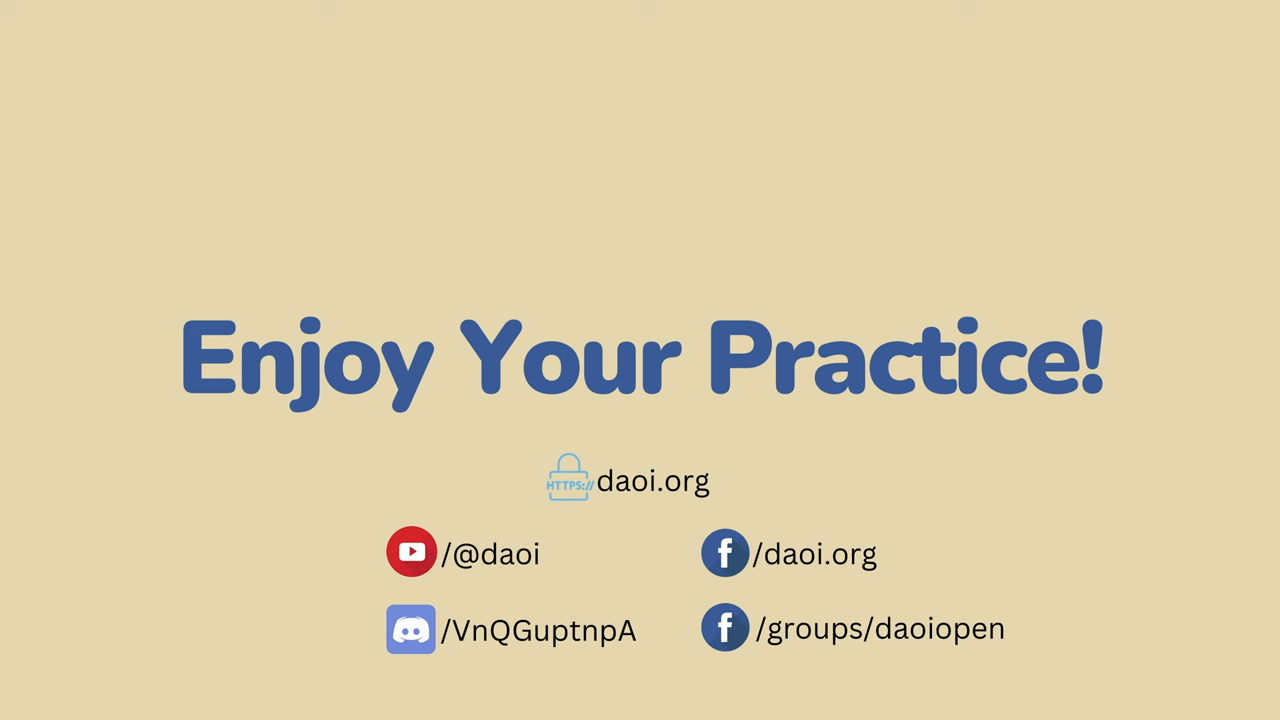 Enjoy Your Practice!
HTTPS://daoi.org
/@daoi
/daoi.org
/VnQGuptnpA
/groups/daoiopen